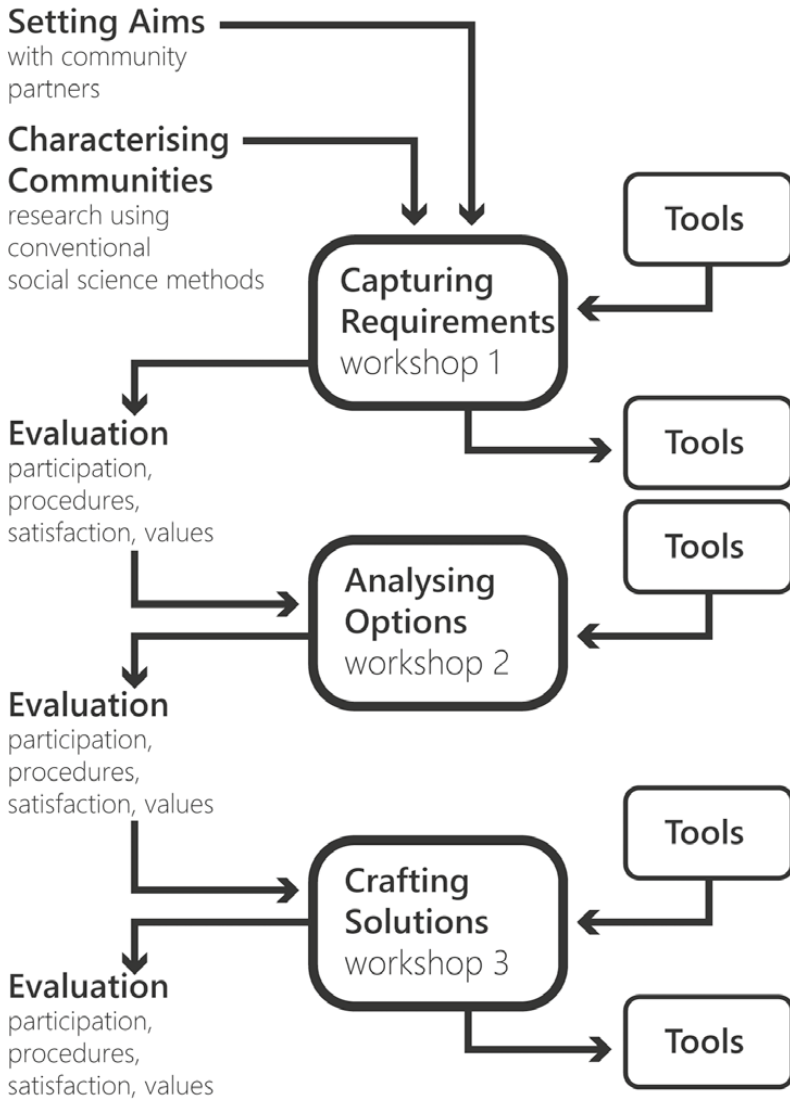 Setting Aims
with community
partners
Characterising
Communities
research using
conventional
social science methods
Tools
Capturing
Requirements
workshop 1
Evaluation
participation,
procedures,
satisfaction, values
Tools
Tools
Analysing
Options
workshop 2
Evaluation
participation,
procedures,
satisfaction, values
Tools
Crafting
Solutions
workshop 3
Evaluation
participation,
procedures,
satisfaction, values
Tools